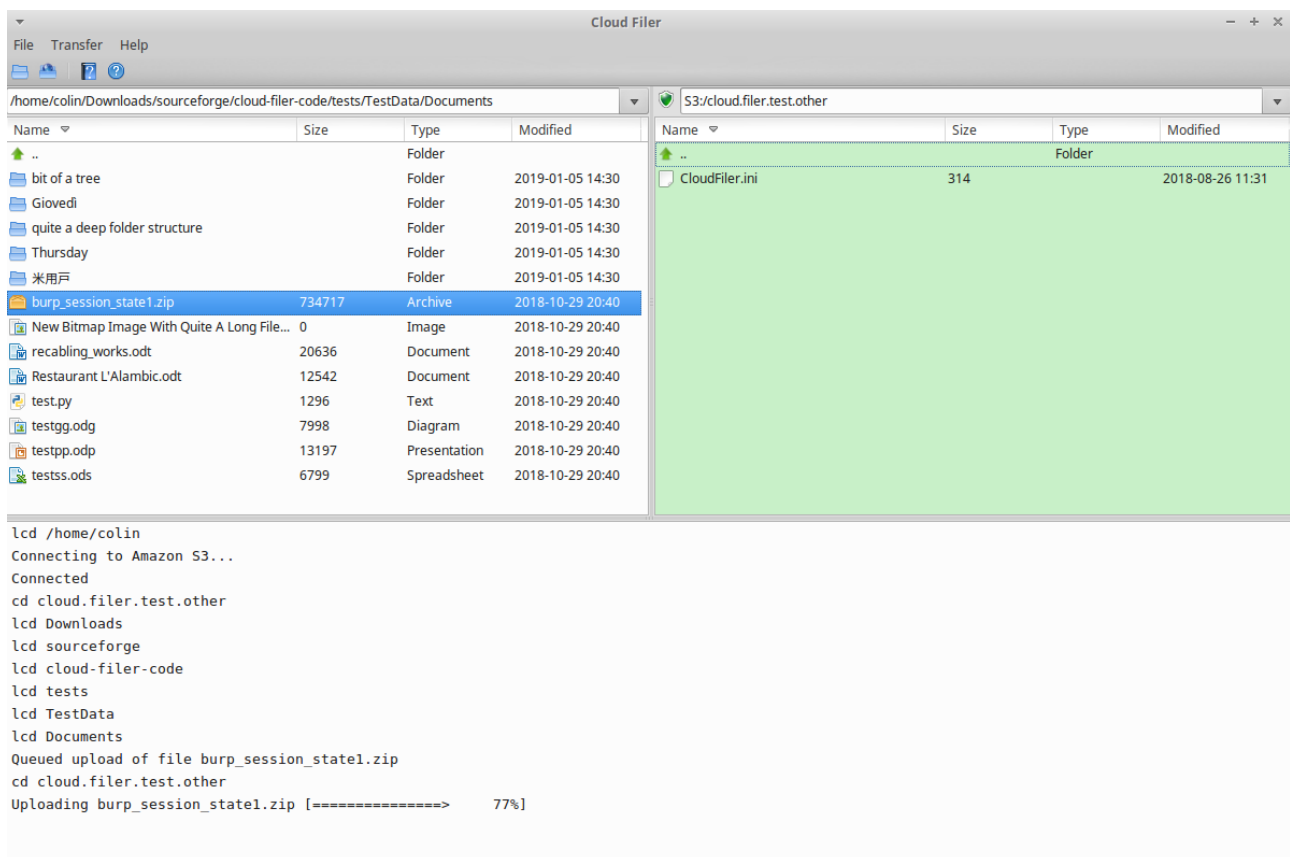 Cloud Filer
File Transfer Help
/home/colin/Downloads/sourceforge/cloud-filer-code/tests/TestData/Documents
S3:/cloud.filer.test.other
Name Size Type Modified
.. Folder
bit of a tree Folder 2019-01-05 14:30
Giovedì Folder 2019-01-05 14:30
quite a deep folder structure Folder 2019-01-05 14:30
Thursday Folder 2019-01-05 14:30
米用戸 Folder 2019-01-05 14:30
burp_session_state1.zip 734717 Archive 2018-10-29 20:40
New Bitmap Image With Quite A Long File... 0 Image 2018-10-29 20:40
recabling_works.odt 20636 Document 2018-10-29 20:40
Restaurant L'Alambic.odt 12542 Document 2018-10-29 20:40
test.py 1296 Text 2018-10-29 20:40
testgg.odg 7998 Diagram 2018-10-29 20:40
testpp.odp 13197 Presentation 2018-10-29 20:40
testss.ods 6799 Spreadsheet 2018-10-29 20:40
Name Size Type Modified
.. Folder
CloudFiler.ini 314 2018-08-26 11:31
lcd /home/colin
Connecting to Amazon S3...
Connected
cd cloud.filer.test.other
lcd Downloads
lcd sourceforge
lcd cloud-filer-code
lcd tests
lcd TestData
lcd Documents
Queued upload of file burp_session_state1.zip
cd cloud.filer.test.other
Uploading burp_session_state1.zip [===============>     77%]